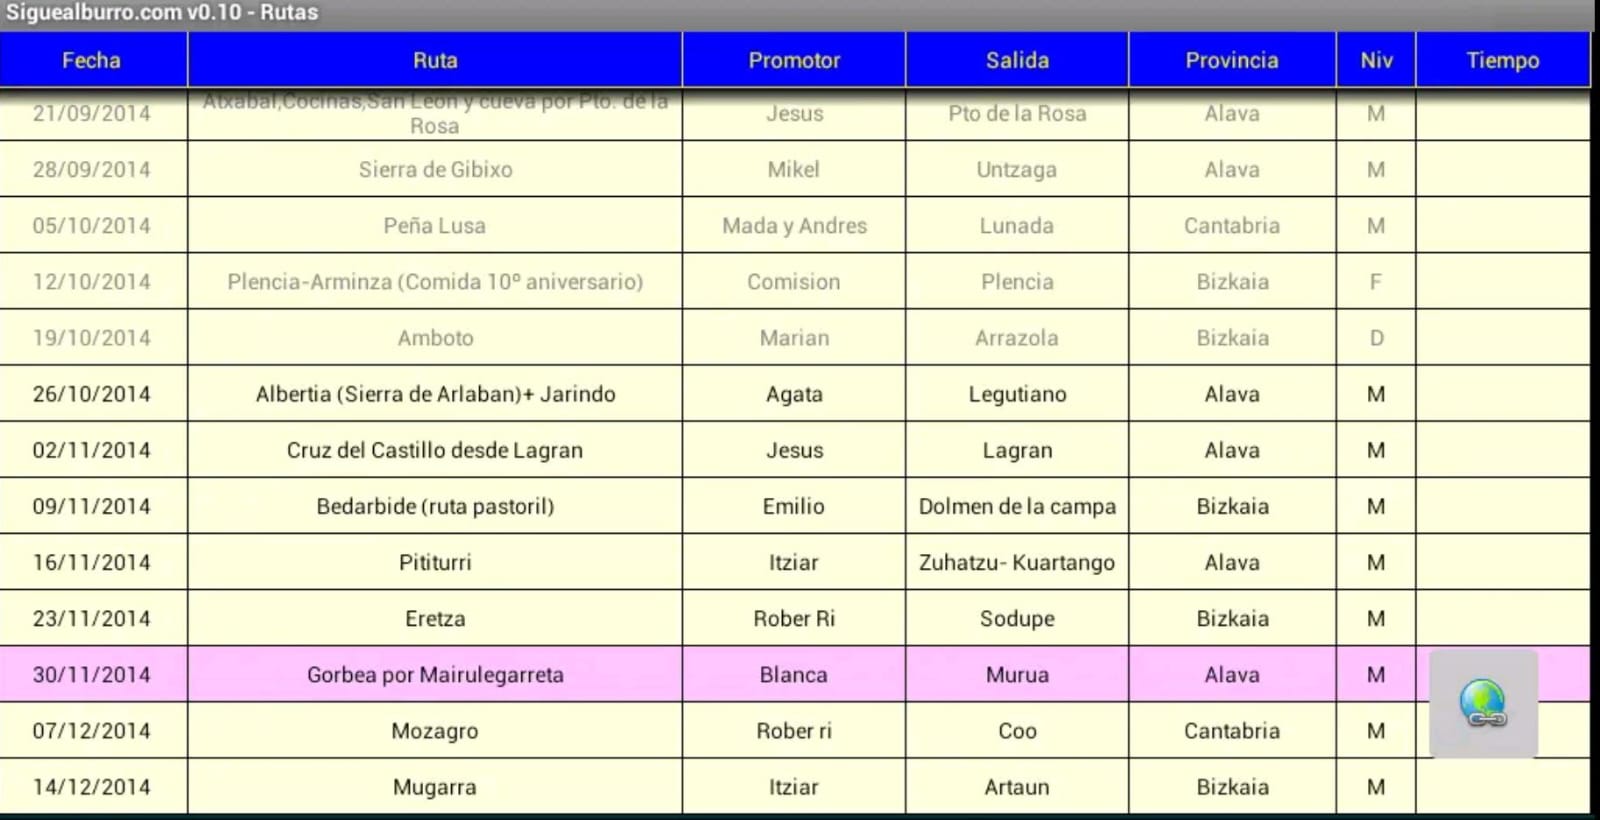 Siguealburro.com v0.10 - Rutas
Fecha Ruta Promotor Salida Provincia Niv Tiempo
21/09/2014 Atxabal,Cocinas,San Leon y cueva por Pto. de la Rosa Jesus Pto de la Rosa Alava M
28/09/2014 Sierra de Gibixo Mikel Untzaga Alava M
05/10/2014 Peña Lusa Mada y Andres Lunada Cantabria M
12/10/2014 Plencia-Arminza (Comida 10º aniversario) Comision Plencia Bizkaia F
19/10/2014 Amboto Marian Arrazola Bizkaia D
26/10/2014 Albertia (Sierra de Arlaban)+ Jarindo Agata Legutiano Alava M
02/11/2014 Cruz del Castillo desde Lagran Jesus Lagran Alava M
09/11/2014 Bedarbide (ruta pastoril) Emilio Dolmen de la campa Bizkaia M
16/11/2014 Pititurri Itziar Zuhatzu- Kuartango Alava M
23/11/2014 Eretza Rober Ri Sodupe Bizkaia M
30/11/2014 Gorbea por Mairulegarreta Blanca Murua Alava M
07/12/2014 Mozagro Rober ri Coo Cantabria M
14/12/2014 Mugarra Itziar Artaun Bizkaia M